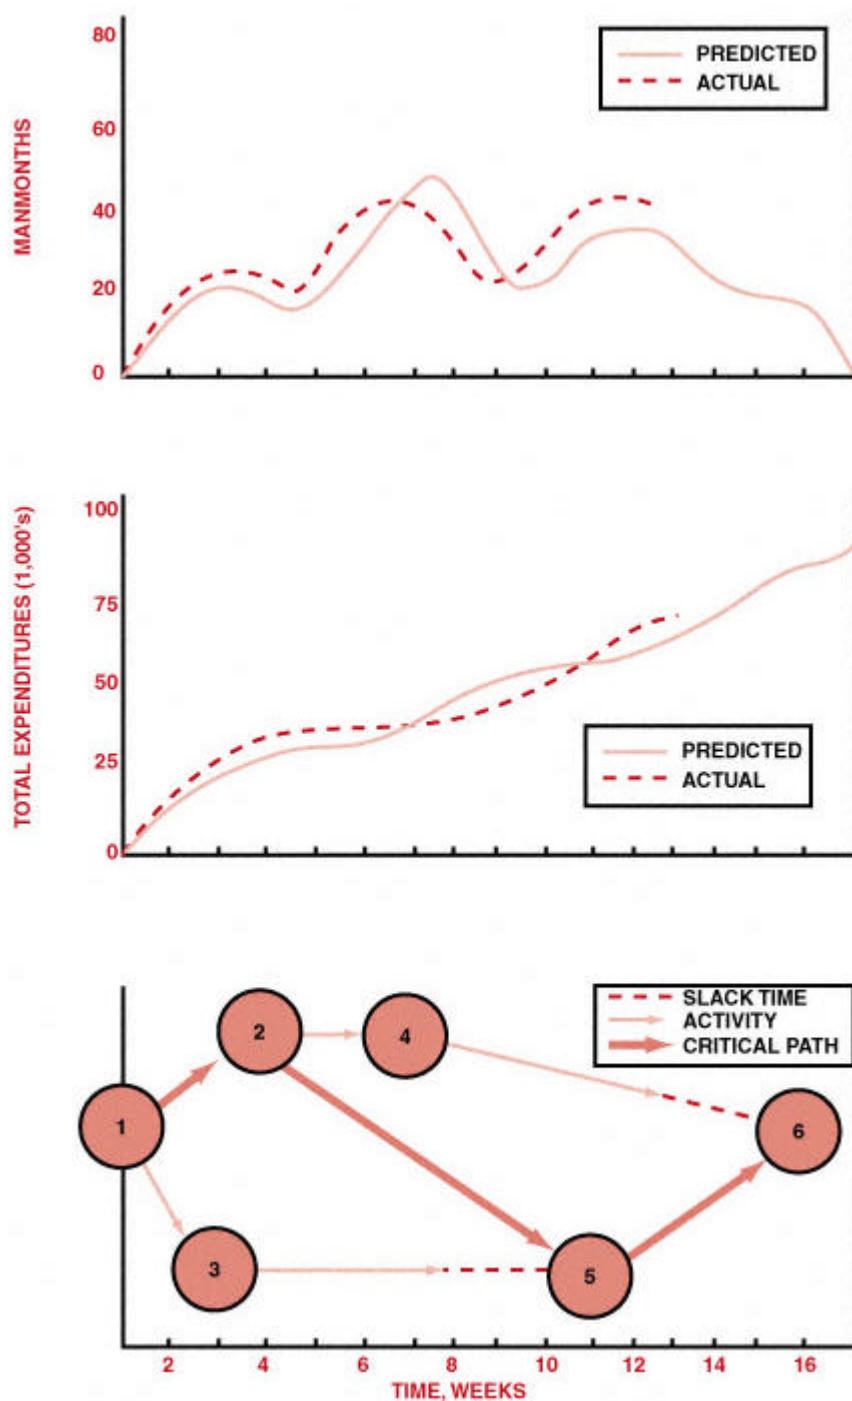 80
PREDICTED
ACTUAL
60
MANMONTHS
40
20
0
100
TOTAL EXPENDITURES (1,000's)
75
50
25
PREDICTED
ACTUAL
0
SLACK TIME
ACTIVITY
CRITICAL PATH
2
4
1
6
3
5
2 4 6 8 10 12 14 16
TIME, WEEKS